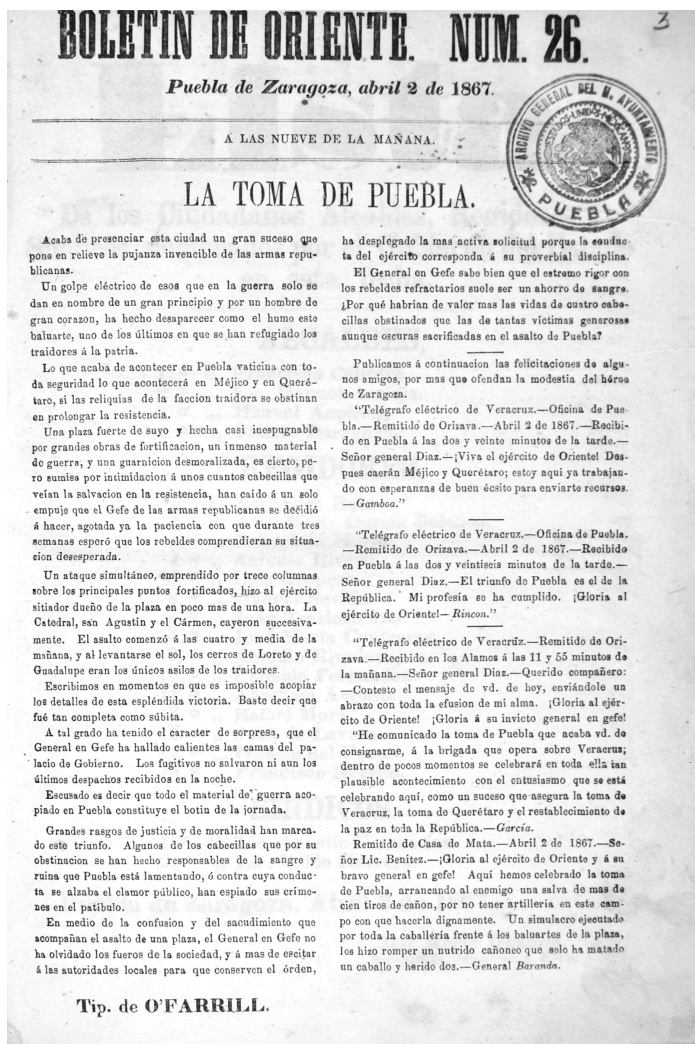 3
BOLETIN DE ORIENTE. NUM. 26.
Puebla de Zaragoza, abril 2 de 1867.
A LAS NUEVE DE LA MAÑANA.
ARCHIVO GENERAL DEL H. AYUNTAMIENTO
ESTADOS-UNIDOS-MEXICANOS
PUEBLA
LA TOMA DE PUEBLA.
Acaba de presenciar esta ciudad un gran suceso que
pone en relieve la pujanza invencible de las armas repu-
blicanas.
Un golpe eléctrico de esos que en la guerra solo se
dan en nombre de un gran principio y por un hombre de
gran corazon, ha hecho desaparecer como el humo este
baluarte, uno de los últimos en que se han refugiado los
traidores á la patria.
Lo que acaba de acontecer en Puebla vaticina con to-
da seguridad lo que acontecerá en Méjico y en Queré-
taro, si las reliquias de la faccion traidora se obstinan
en prolongar la resistencia.
Una plaza fuerte de suyo y hecha casi inespugnable
por grandes obras de fortificacion, un inmenso material
de guerra, y una guarnicion desmoralizada, es cierto, pe-
ro sumisa por intimidacion á unos cuantos cabecillas que
veían la salvacion en la resistencia, han caido á un solo
empuje que el Gefe de las armas republicanas se decidió
á hacer, agotada ya la paciencia con que durante tres
semanas esperó que los rebeldes comprendieran su situa-
cion desesperada.
Un ataque simultáneo, emprendido por trece columnas
sobre los principales puntos fortificados, hizo al ejército
sitiador dueño de la plaza en poco mas de una hora. La
Catedral, san Agustin y el Cármen, cayeron succesiva-
mente. El asalto comenzó á las cuatro y media de la
mañana, y al levantarse el sol, los cerros de Loreto y de
Guadalupe eran los únicos asilos de los traidores.
Escribimos en momentos en que es imposible acopiar
los detalles de esta espléndida victoria. Baste decir que
fué tan completa como súbita.
A tal grado ha tenido el caracter de sorpresa, que el
General en Gefe ha hallado calientes las camas del pa-
lacio de Gobierno. Los fugitivos no salvaron ni aun los
últimos despachos recibidos en la noche.
Escusado es decir que todo el material de guerra aco-
piado en Puebla constituye el botin de la jornada.
Grandes rasgos de justicia y de moralidad han marca-
do este triunfo. Algunos de los cabecillas que por su
obstinacion se han hecho responsables de la sangre y
ruina que Puebla está lamentando, ó contra cuya conduc-
ta se alzaba el clamor público, han espiado sus críme-
nes en el patíbulo.
En medio de la confusion y del sacudimiento que
acompañan el asalto de una plaza, el General en Gefe no
ha olvidado los fueros de la sociedad, y á mas de escitar
á las autoridades locales para que conserven el órden,
ha desplegado la mas activa solicitud porque la conduc-
ta del ejército corresponda á su proverbial disciplina.
El General en Gefe sabe bien que el estremo rigor con
los rebeldes refractarios suele ser un ahorro de sangre.
¿Por qué habrian de valer mas las vidas de cuatro cabe-
cillas obstinados que las de tantas víctimas generosas
aunque oscuras sacrificadas en el asalto de Puebla?
Publicamos á continuacion las felicitaciones de algu-
nos amigos, por mas que ofendan la modestia del héroe
de Zaragoza.
"Telégrafo eléctrico de Veracruz.—Oficina de Pue-
bla.—Remitido de Orizava.—Abril 2 de 1867.—Recibi-
do en Puebla á las dos y veinte minutos de la tarde.—
Señor general Diaz.—¡Viva el ejército de Oriente! Des-
pues caerán Méjico y Querétaro; estoy aquí ya trabajan-
do con esperanzas de buen écsito para enviarte recursos.
—Gamboa."
"Telégrafo eléctrico de Veracruz.—Oficina de Puebla.
—Remitido de Orizava.—Abril 2 de 1867.—Recibido
en Puebla á las dos y veintiseis minutos de la tarde.—
Señor general Diaz.—El triunfo de Puebla es el de la
República. Mi profesía se ha cumplido. ¡Gloria al
ejército de Oriente!—Rincon."
"Telégrafo eléctrico de Veracruz.—Remitido de Ori-
zava.—Recibido en los Alamos á las 11 y 55 minutos de
la mañana.—Señor general Diaz.—Querido compañero:
—Contesto el mensaje de vd. de hoy, enviándole un
abrazo con toda la efusion de mi alma. ¡Gloria al ejér-
cito de Oriente! ¡Gloria á su invicto general en gefe!
"He comunicado la toma de Puebla que acaba vd. de
consignarme, á la brigada que opera sobre Veracruz;
dentro de pocos momentos se celebrará en toda ella tan
plausible acontecimiento con el entusiasmo que se está
celebrando aquí, como un suceso que asegura la toma de
Veracruz, la toma de Querétaro y el restablecimiento de
la paz en toda la República.—García.
Remitido de Casa de Mata.—Abril 2 de 1867.—Se-
ñor Lic. Benitez.—¡Gloria al ejército de Oriente y á su
bravo general en gefe! Aquí hemos celebrado la toma
de Puebla, arrancando al enemigo una salva de mas de
cien tiros de cañon, por no tener artillería en este cam-
po con que hacerla dignamente. Un simulacro ejecutado
por toda la caballería frente á los baluartes de la plaza,
los hizo romper un nutrido cañoneo que solo ha matado
un caballo y herido dos.—General Baranda.
Tip. de O'FARRILL.